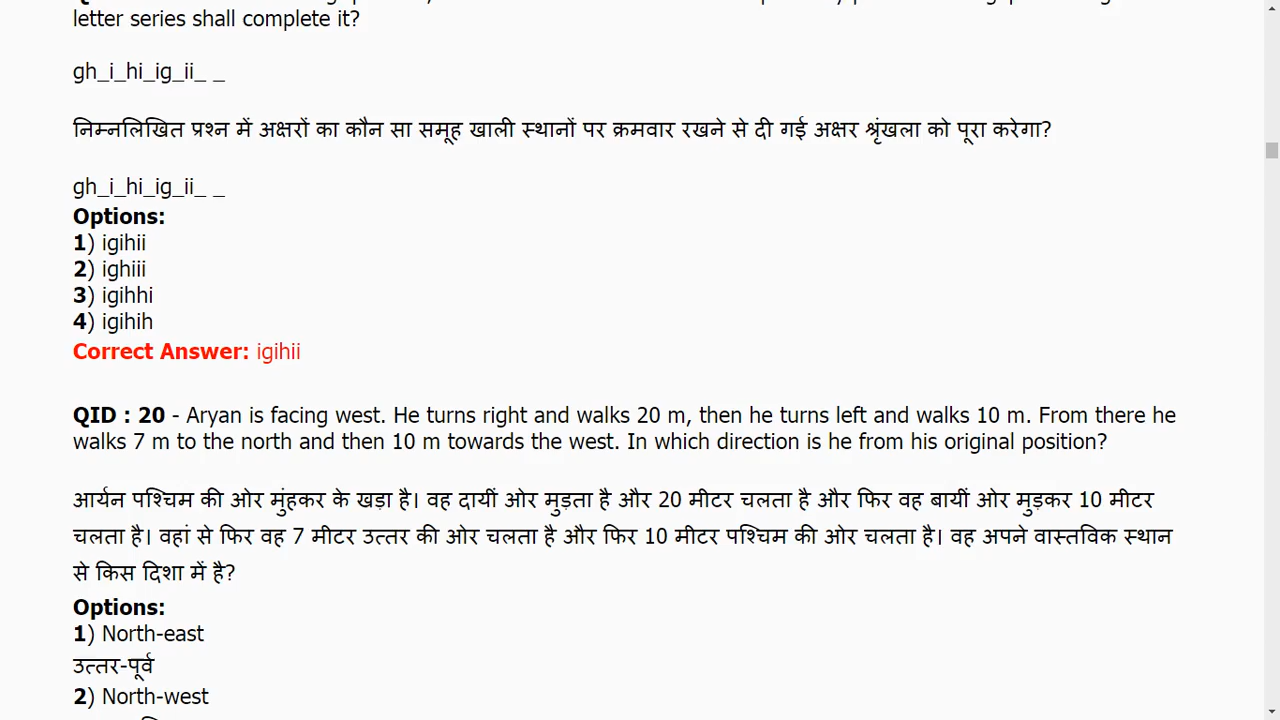 letter series shall complete it?
gh_i_hi_ig_ii_ _
निम्नलिखित प्रश्न में अक्षरों का कौन सा समूह खाली स्थानों पर क्रमवार रखने से दी गई अक्षर श्रृंखला को पूरा करेगा?
gh_i_hi_ig_ii_ _
Options:
1) igihii
2) ighiii
3) igihhi
4) igihih
Correct Answer: igihii
QID : 20 - Aryan is facing west. He turns right and walks 20 m, then he turns left and walks 10 m. From there he
walks 7 m to the north and then 10 m towards the west. In which direction is he from his original position?
आर्यन पश्चिम की ओर मुंहकर के खड़ा है। वह दायीं ओर मुड़ता है और 20 मीटर चलता है और फिर वह बायीं ओर मुड़कर 10 मीटर
चलता है। वहां से फिर वह 7 मीटर उत्तर की ओर चलता है और फिर 10 मीटर पश्चिम की ओर चलता है। वह अपने वास्तविक स्थान
से किस दिशा में है?
Options:
1) North-east
उत्तर-पूर्व
2) North-west